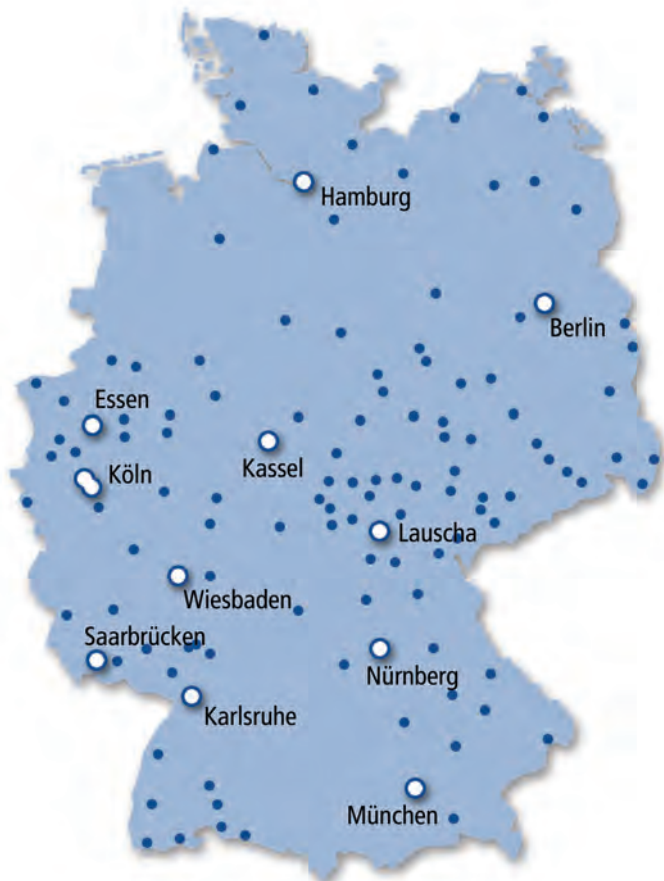 Hamburg
Berlin
Essen
Kassel
Köln
Lauscha
Wiesbaden
Saarbrücken
Nürnberg
Karlsruhe
München